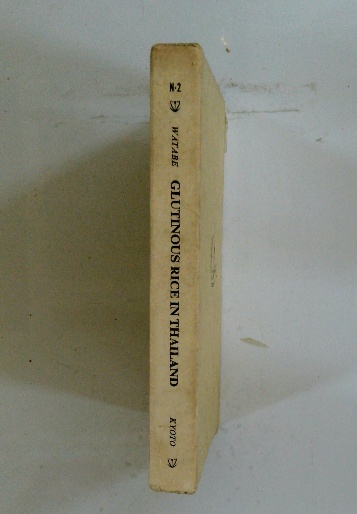 N-2
WATABE
GLUTINOUS RICE IN THAILAND
KYOTO